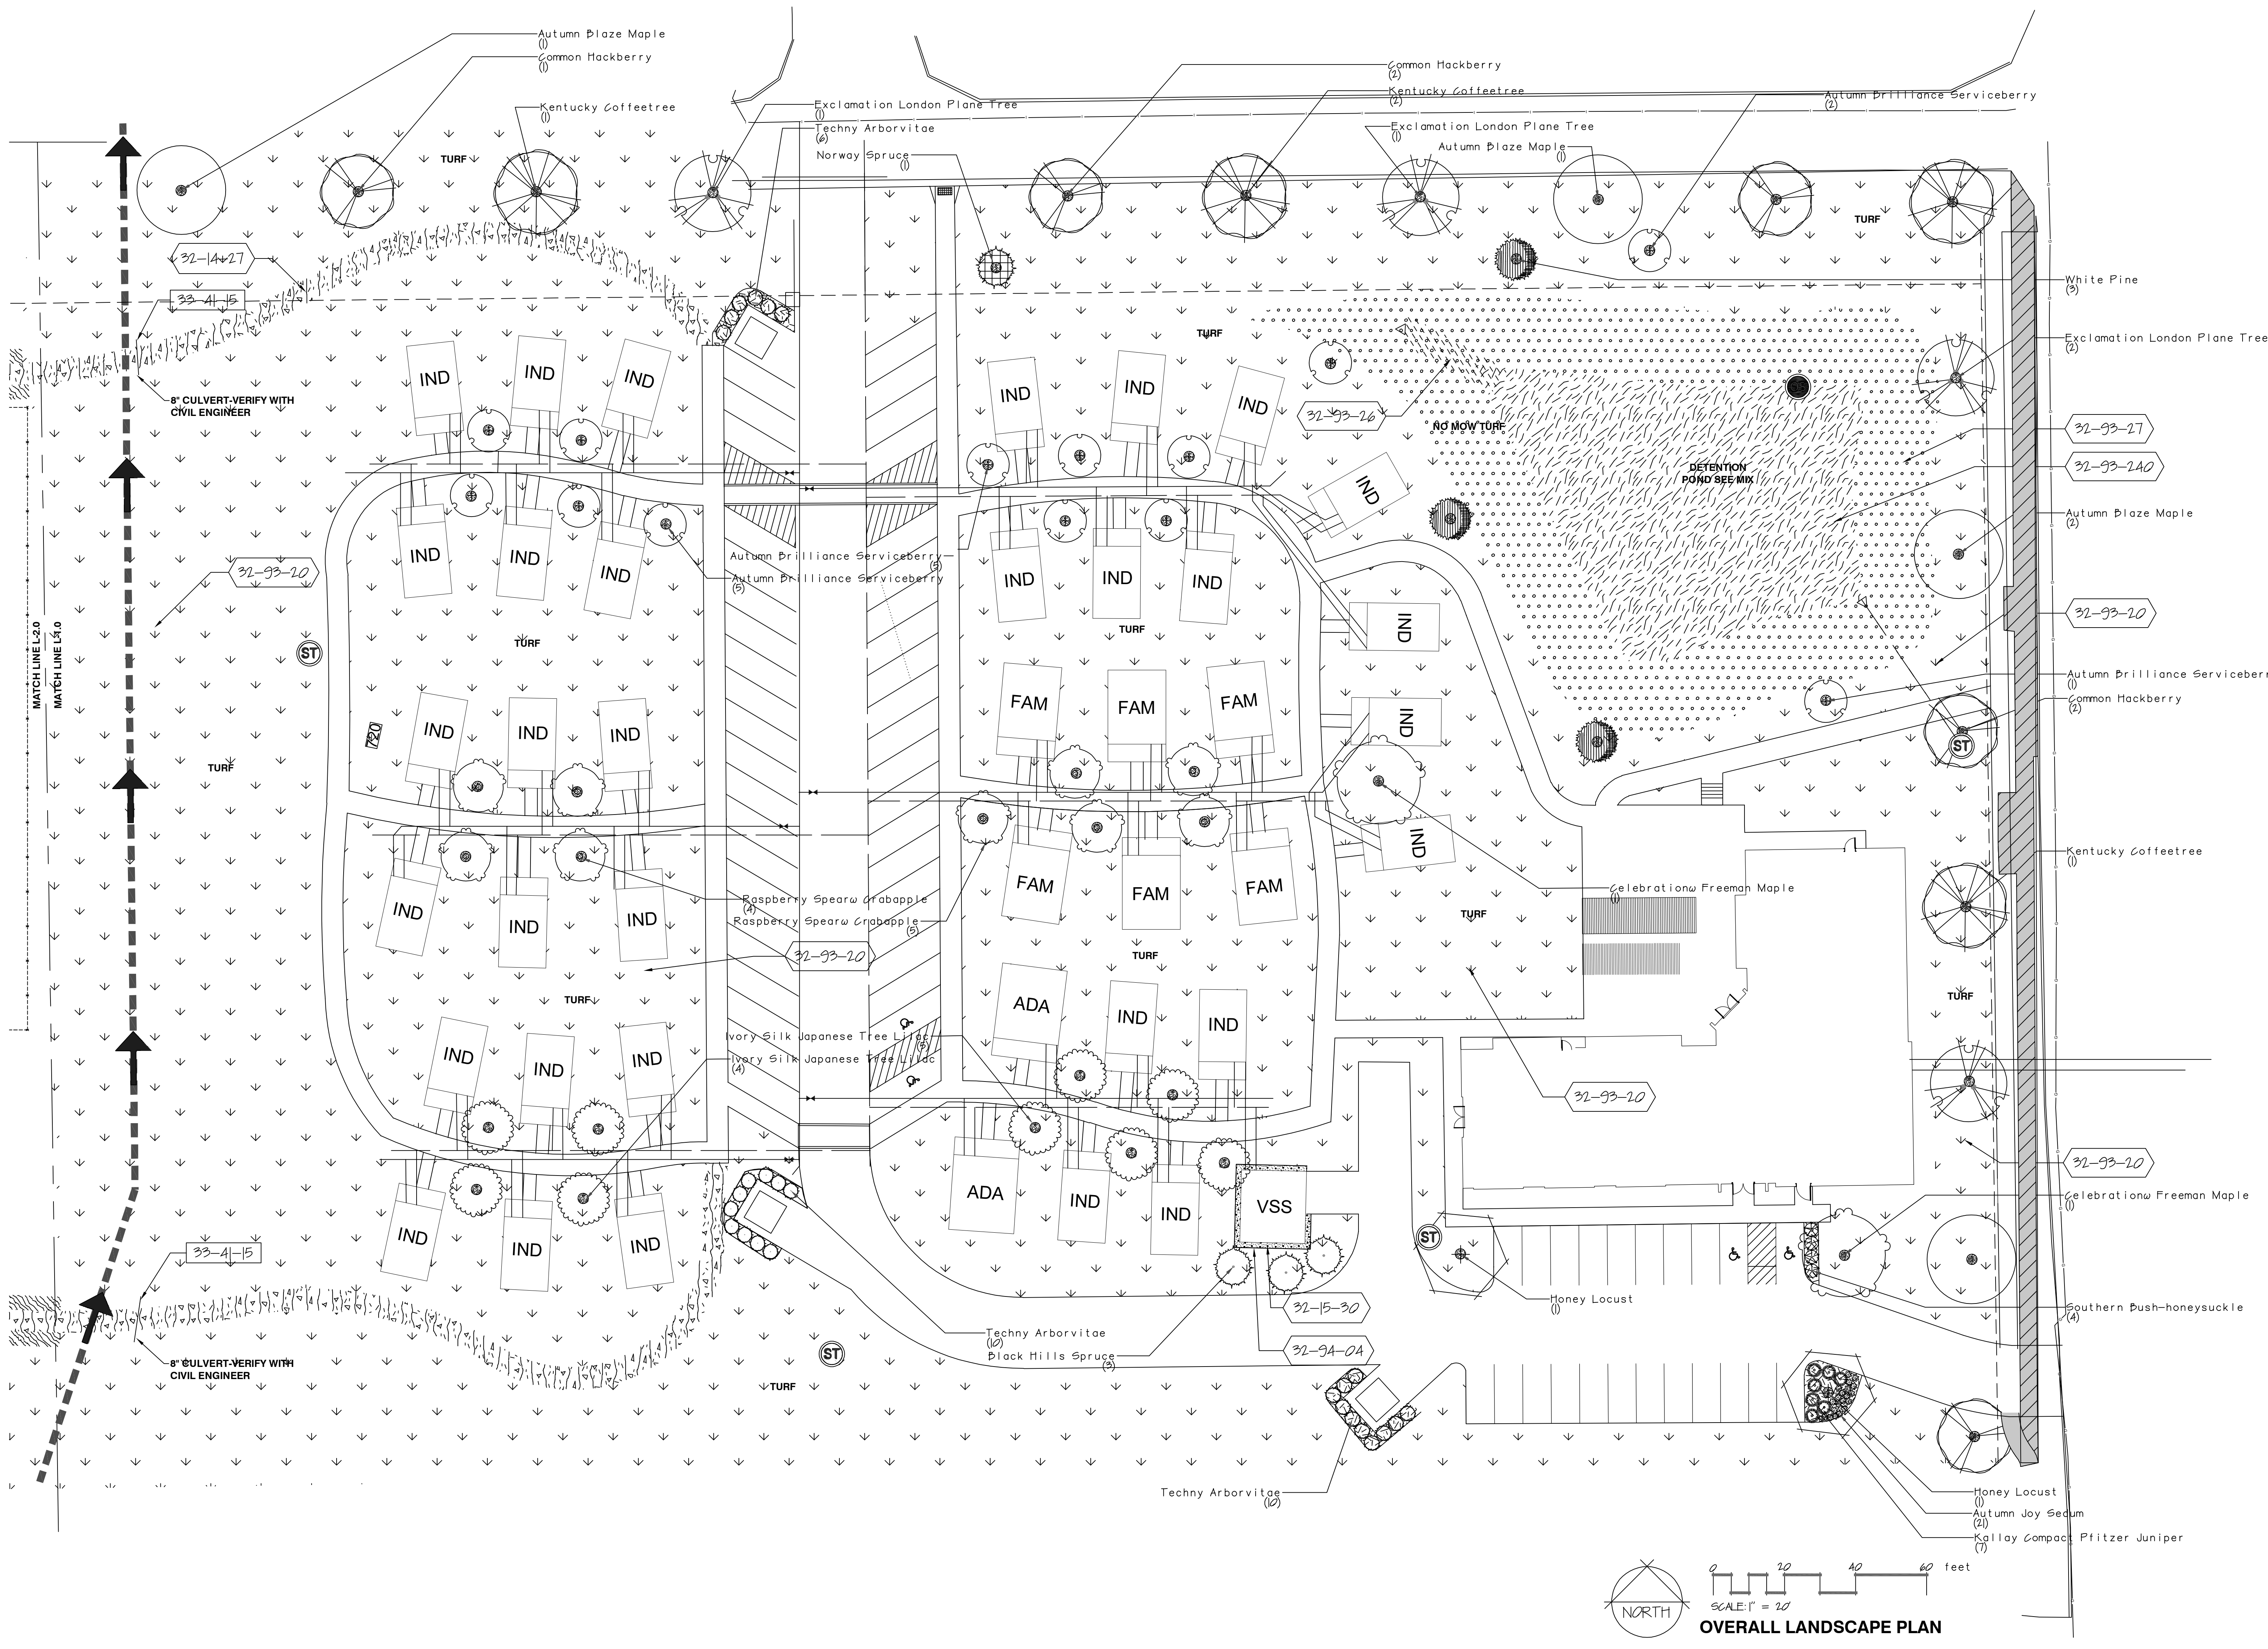 Autumn Blaze Maple
(1)
Common Hackberry
(1)
Kentucky Coffeetree
(1)
Exclamation London Plane Tree
(1)
Techny Arborvitae
(6)
Norway Spruce
(1)
Common Hackberry
(2)
Kentucky Coffeetree
(2)
Exclamation London Plane Tree
(1)
Autumn Blaze Maple
(1)
Autumn Brilliance Serviceberry
(2)
TURF
TURF
32-14-27
33-41-15
White Pine
(3)
TURF
Exclamation London Plane Tree
(2)
IND
IND
IND
IND
IND
IND
8" CULVERT-VERIFY WITH
CIVIL ENGINEER
32-93-26
NO MOW TURF
32-93-27
32-93-240
DETENTION
POND SEE MIX
IND
Autumn Blaze Maple
(2)
IND
IND
IND
Autumn Brilliance Serviceberry
(5)
Autumn Brilliance Serviceberry
(5)
IND
IND
IND
32-93-20
32-93-20
MATCH LINE L-2.0
MATCH LINE L-1.0
ST
TURF
TURF
IND
Autumn Brilliance Serviceberr
(1)
Common Hackberry
(2)
FAM
FAM
FAM
IND
720
IND
IND
IND
ST
TURF
IND
Kentucky Coffeetree
(1)
Celebrationω Freeman Maple
(1)
FAM
FAM
FAM
IND
IND
IND
Raspberry Spearω Crabapple
(4)
Raspberry Spearω Crabapple
(5)
TURF
32-93-20
TURF
TURF
TURF
ADA
IND
IND
IND
IND
IND
Ivory Silk Japanese Tree Lilac
Ivory Silk Japanese Tree Lilac
(4)
32-93-20
32-93-20
ADA
IND
IND
VSS
Celebrationω Freeman Maple
(1)
IND
IND
IND
ST
33-41-15
Honey Locust
(1)
32-15-30
Southern Bush-honeysuckle
(4)
Techny Arborvitae
(10)
Black Hills Spruce
(3)
32-94-04
ST
8" CULVERT-VERIFY WITH
CIVIL ENGINEER
TURF
Techny Arborvitae
(10)
Honey Locust
(1)
Autumn Joy Sedum
(21)
Kallay Compact Pfitzer Juniper
(7)
0 20 40 60 feet
SCALE: 1" = 20'
NORTH
OVERALL LANDSCAPE PLAN